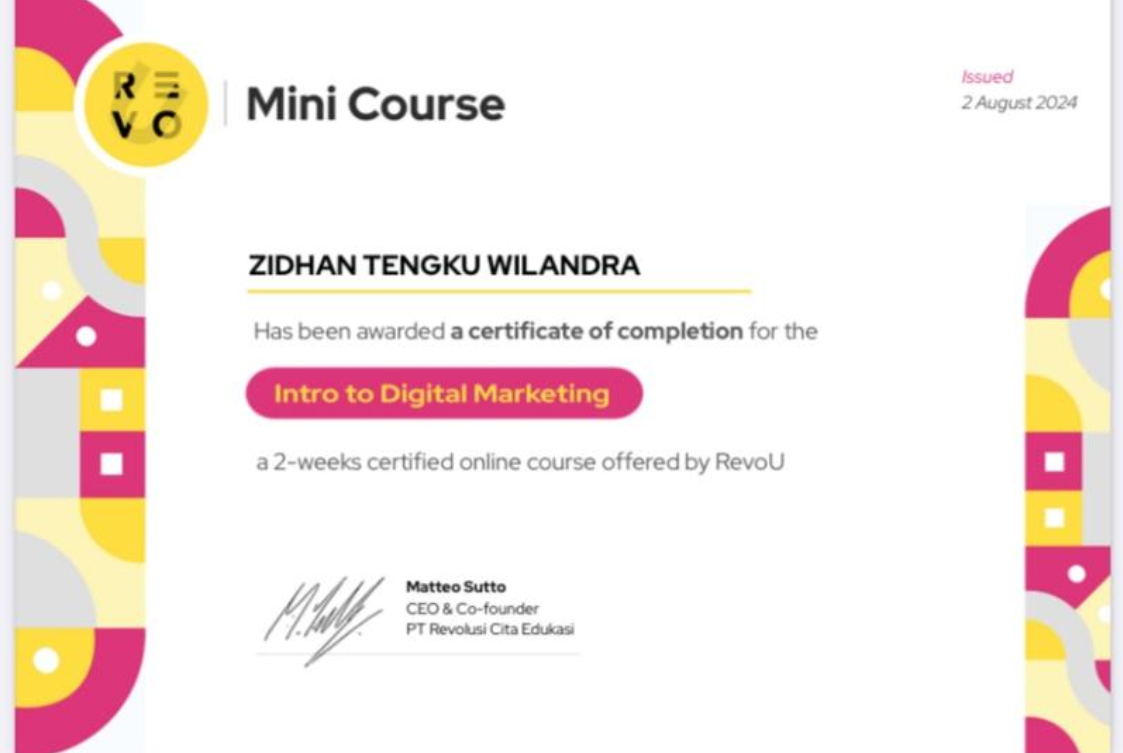 RE
VO
Mini Course
Issued
2 August 2024
ZIDHAN TENGKU WILANDRA
Has been awarded a certificate of completion for the
Intro to Digital Marketing
a 2-weeks certified online course offered by RevoU
Matteo Sutto
CEO & Co-founder
PT Revolusi Cita Edukasi